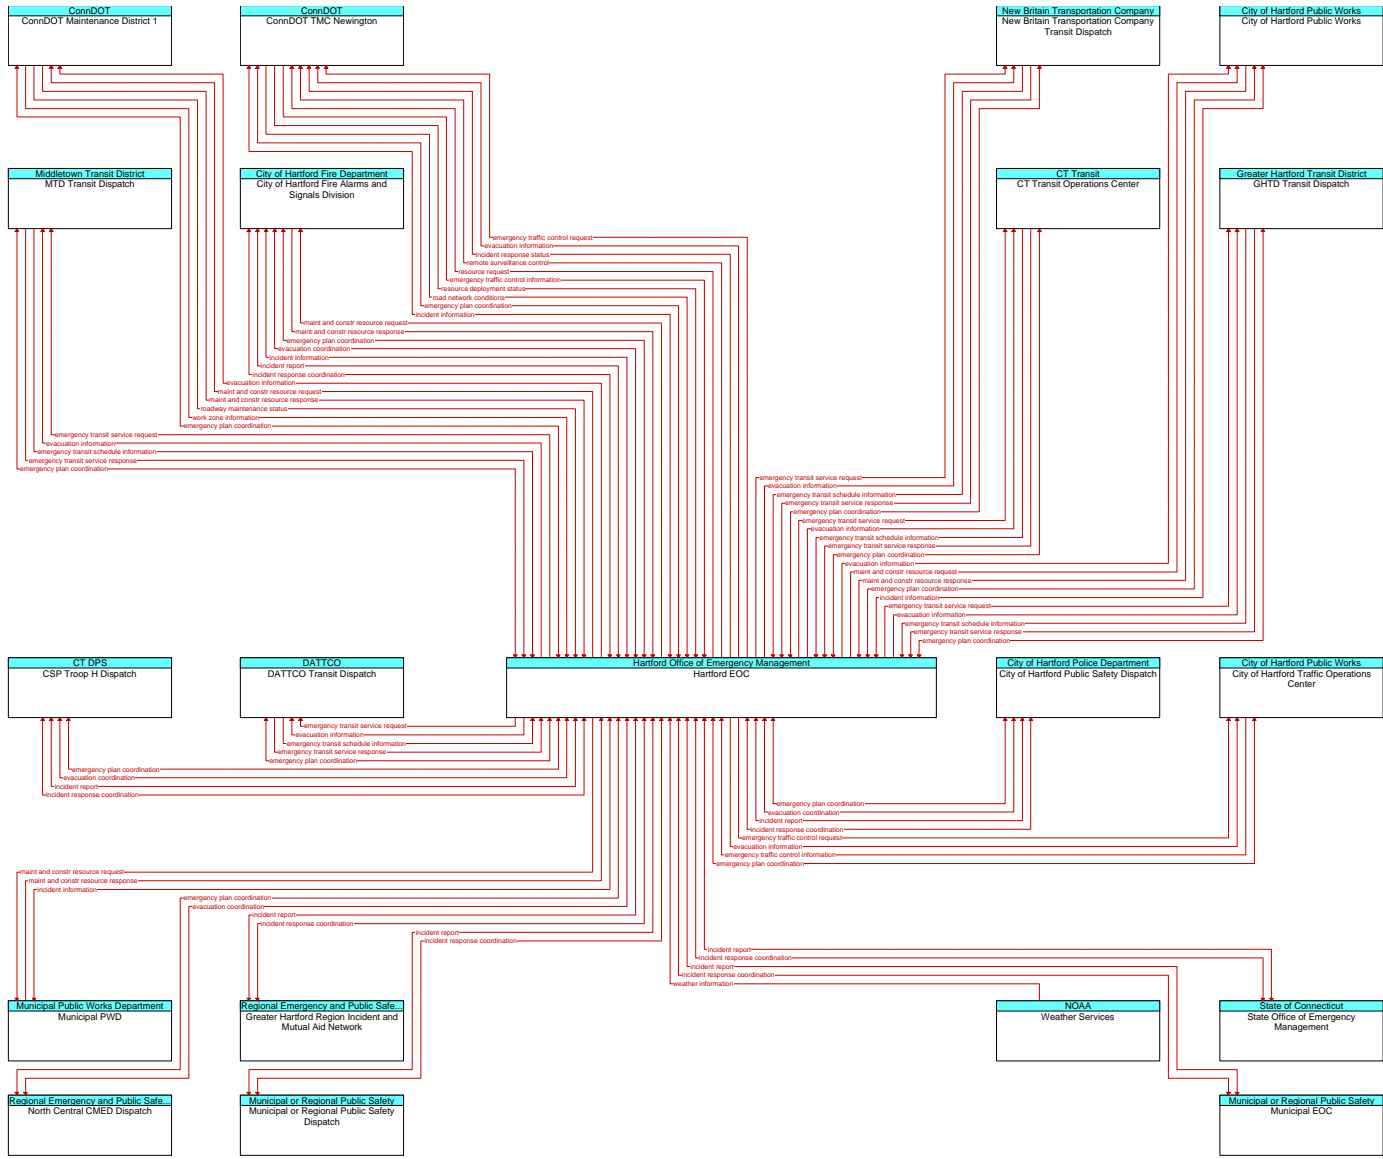 ConnDOT
ConnDOT Maintenance District 1
ConnDOT
ConnDOT TMC Newington
New Britain Transportation Company
New Britain Transportation Company
Transit Dispatch
City of Hartford Public Works
City of Hartford Public Works
Middletown Transit District
MTD Transit Dispatch
City of Hartford Fire Department
City of Hartford Fire Alarms and
Signals Division
CT Transit
CT Transit Operations Center
Greater Hartford Transit District
GHTD Transit Dispatch
emergency traffic control request
evacuation information
incident response status
remote surveillance control
resource request
emergency traffic control information
resource deployment status
road network conditions
emergency plan coordination
incident information
maint and constr resource request
maint and constr resource response
emergency plan coordination
evacuation coordination
incident information
incident report
incident response coordination
evacuation information
maint and constr resource request
maint and constr resource response
roadway maintenance status
work zone information
emergency plan coordination
emergency transit service request
evacuation information
emergency transit schedule information
emergency transit service response
emergency plan coordination
emergency transit service request
evacuation information
emergency transit schedule information
emergency transit service response
emergency plan coordination
emergency transit service request
evacuation information
emergency transit schedule information
emergency transit service response
emergency plan coordination
evacuation information
maint and constr resource request
maint and constr resource response
emergency plan coordination
incident information
emergency transit service request
evacuation information
emergency transit schedule information
emergency transit service response
emergency plan coordination
CT DPS
CSP Troop H Dispatch
DATTCO
DATTCO Transit Dispatch
Hartford Office of Emergency Management
Hartford EOC
City of Hartford Police Department
City of Hartford Public Safety Dispatch
City of Hartford Public Works
City of Hartford Traffic Operations
Center
emergency transit service request
evacuation information
emergency transit schedule information
emergency transit service response
emergency plan coordination
emergency plan coordination
evacuation coordination
incident report
incident response coordination
emergency plan coordination
evacuation coordination
incident report
incident response coordination
emergency traffic control request
evacuation information
emergency traffic control information
emergency plan coordination
maint and constr resource request
maint and constr resource response
incident information
emergency plan coordination
evacuation coordination
incident report
incident response coordination
incident report
incident response coordination
incident report
incident response coordination
incident report
incident response coordination
weather information
Municipal Public Works Department
Municipal PWD
Regional Emergency and Public Safe...
Greater Hartford Region Incident and
Mutual Aid Network
NOAA
Weather Services
State of Connecticut
State Office of Emergency
Management
Regional Emergency and Public Safe...
North Central CMED Dispatch
Municipal or Regional Public Safety
Municipal or Regional Public Safety
Dispatch
Municipal or Regional Public Safety
Municipal EOC